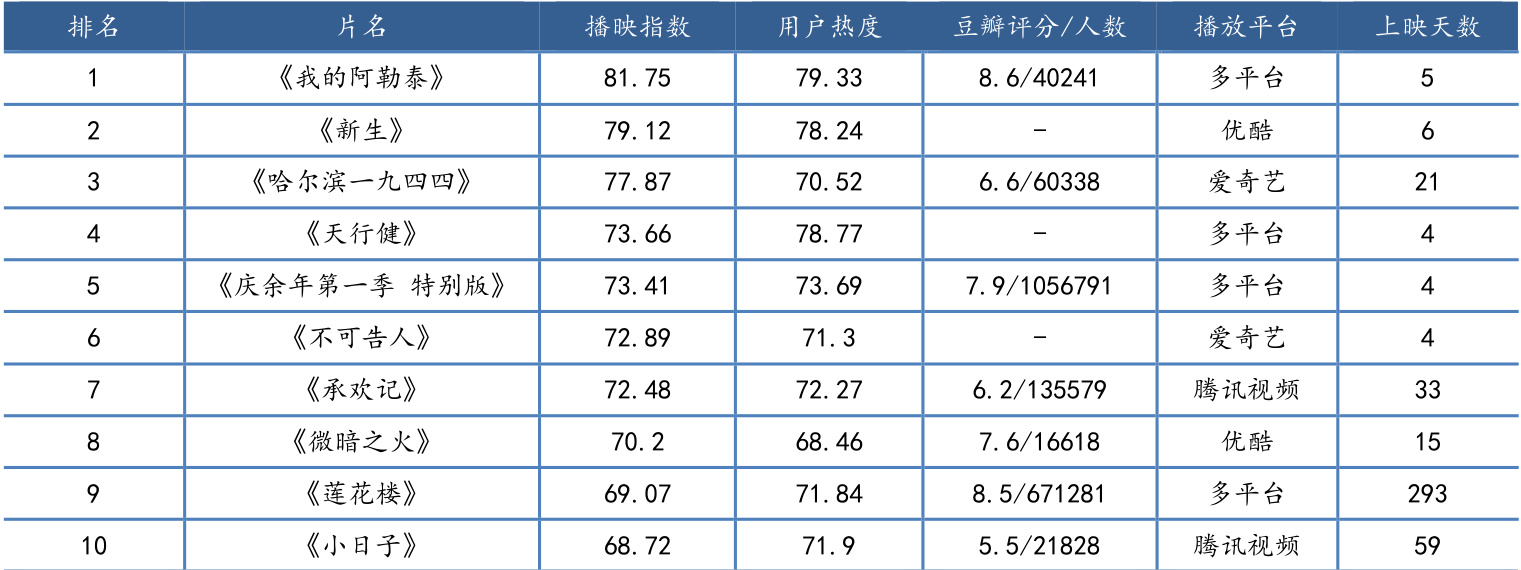 排名 片名 播映指数 用户热度 豆瓣评分/人数 播放平台 上映天数
1 《我的阿勒泰》 81.75 79.33 8.6/40241 多平台 5
2 《新生》 79.12 78.24 - 优酷 6
3 《哈尔滨一九四四》 77.87 70.52 6.6/60338 爱奇艺 21
4 《天行健》 73.66 78.77 - 多平台 4
5 《庆余年第一季 特别版》 73.41 73.69 7.9/1056791 多平台 4
6 《不可告人》 72.89 71.3 - 爱奇艺 4
7 《承欢记》 72.48 72.27 6.2/135579 腾讯视频 33
8 《微暗之火》 70.2 68.46 7.6/16618 优酷 15
9 《莲花楼》 69.07 71.84 8.5/671281 多平台 293
10 《小日子》 68.72 71.9 5.5/21828 腾讯视频 59